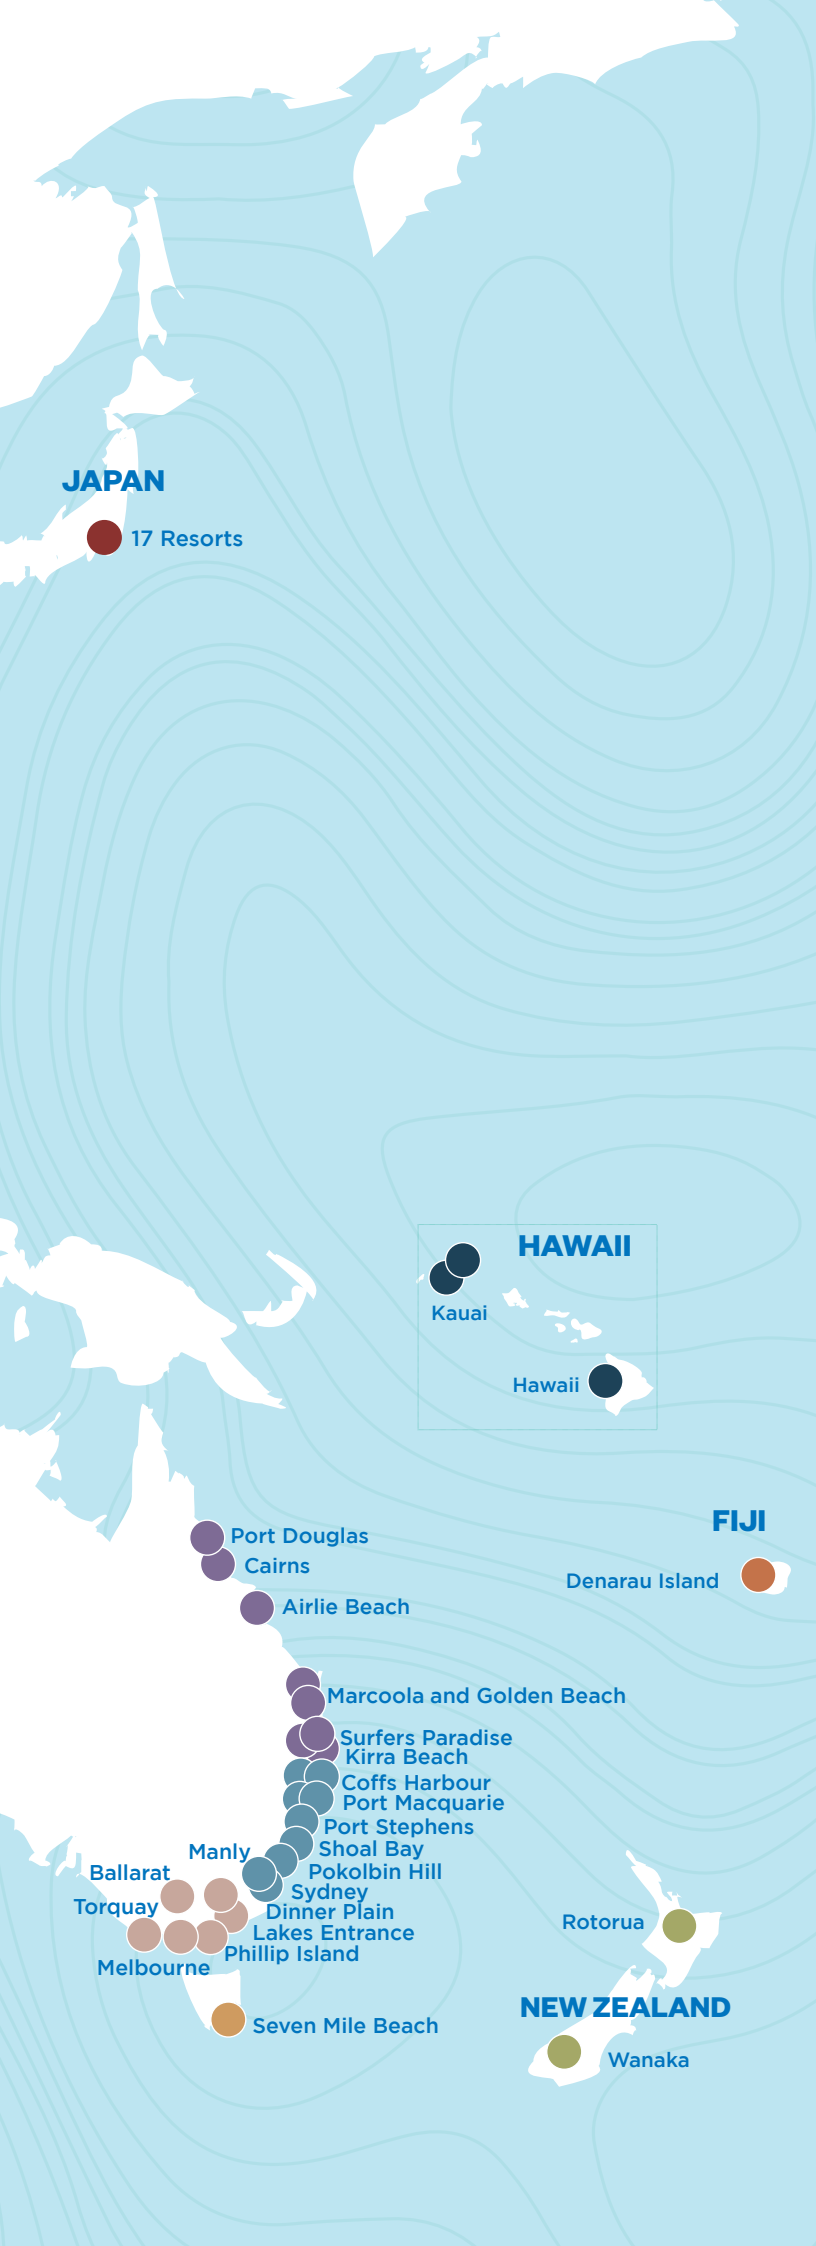 JAPAN
17 Resorts
HAWAII
Kauai
Hawaii
FIJI
Port Douglas
Cairns
Denarau Island
Airlie Beach
Marcoola and Golden Beach
Surfers Paradise
Kirra Beach
Coffs Harbour
Port Macquarie
Port Stephens
Shoal Bay
Manly
Pokolbin Hill
Ballarat
Sydney
Torquay
Dinner Plain
Lakes Entrance
Phillip Island
Melbourne
Rotorua
NEW ZEALAND
Seven Mile Beach
Wanaka